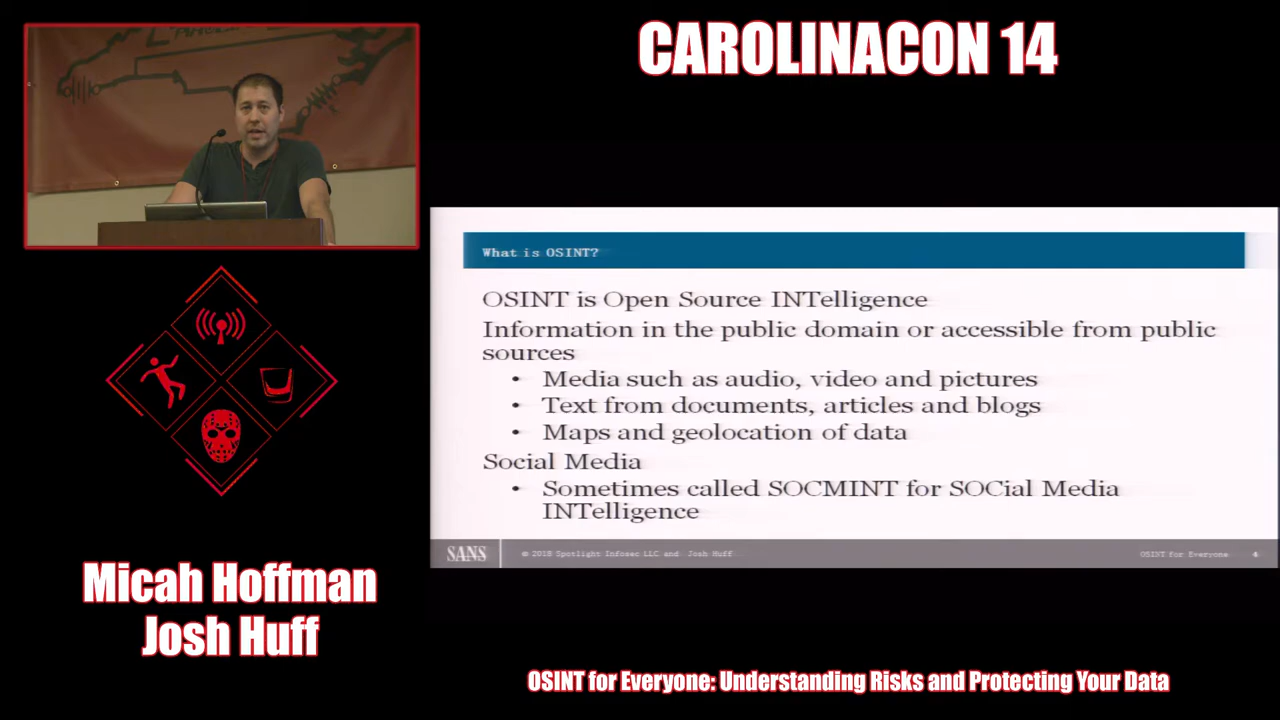 CAROLINACON 14
What is OSINT?
OSINT is Open Source INTelligence
Information in the public domain or accessible from public
sources
• Media such as audio, video and pictures
• Text from documents, articles and blogs
• Maps and geolocation of data
Social Media
• Sometimes called SOCMINT for SOCial Media
INTelligence
SANS
© 2018 Spotlight Infosec LLC and Josh Huff
OSINT for Everyone
Micah Hoffman
Josh Huff
OSINT for Everyone: Understanding Risks and Protecting Your Data